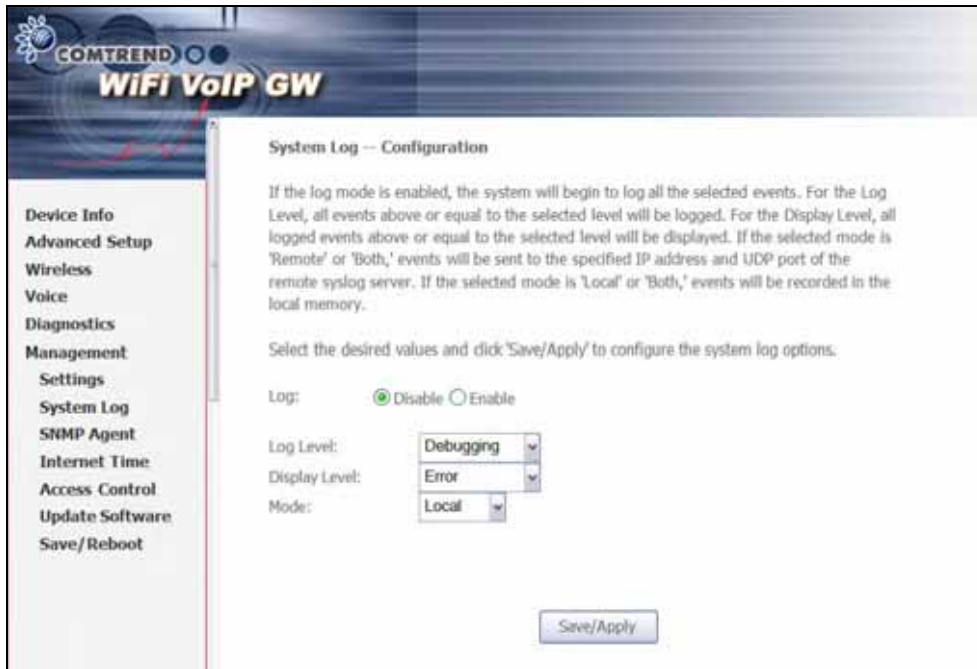 COMTREND
WiFi VoIP GW
Device Info
Advanced Setup
Wireless
Voice
Diagnostics
Management
Settings
System Log
SNMP Agent
Internet Time
Access Control
Update Software
Save/Reboot
System Log -- Configuration
If the log mode is enabled, the system will begin to log all the selected events. For the Log
Level, all events above or equal to the selected level will be logged. For the Display Level, all
logged events above or equal to the selected level will be displayed. If the selected mode is
'Remote' or 'Both,' events will be sent to the specified IP address and UDP port of the
remote syslog server. If the selected mode is 'Local' or 'Both,' events will be recorded in the
local memory.
Select the desired values and click 'Save/Apply' to configure the system log options.
Log: Disable Enable
Log Level: Debugging
Display Level: Error
Mode: Local
Save/Apply